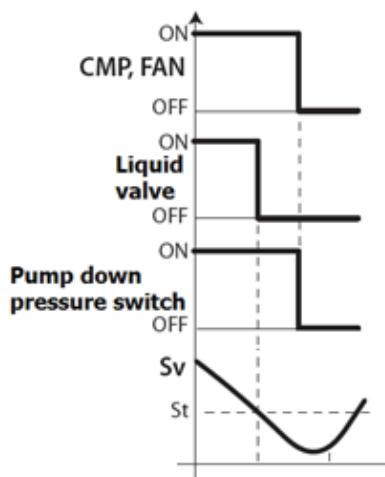 ON
CMP, FAN
OFF
ON
Liquid
valve
OFF
ON
Pump down
pressure switch
OFF
Sv
St